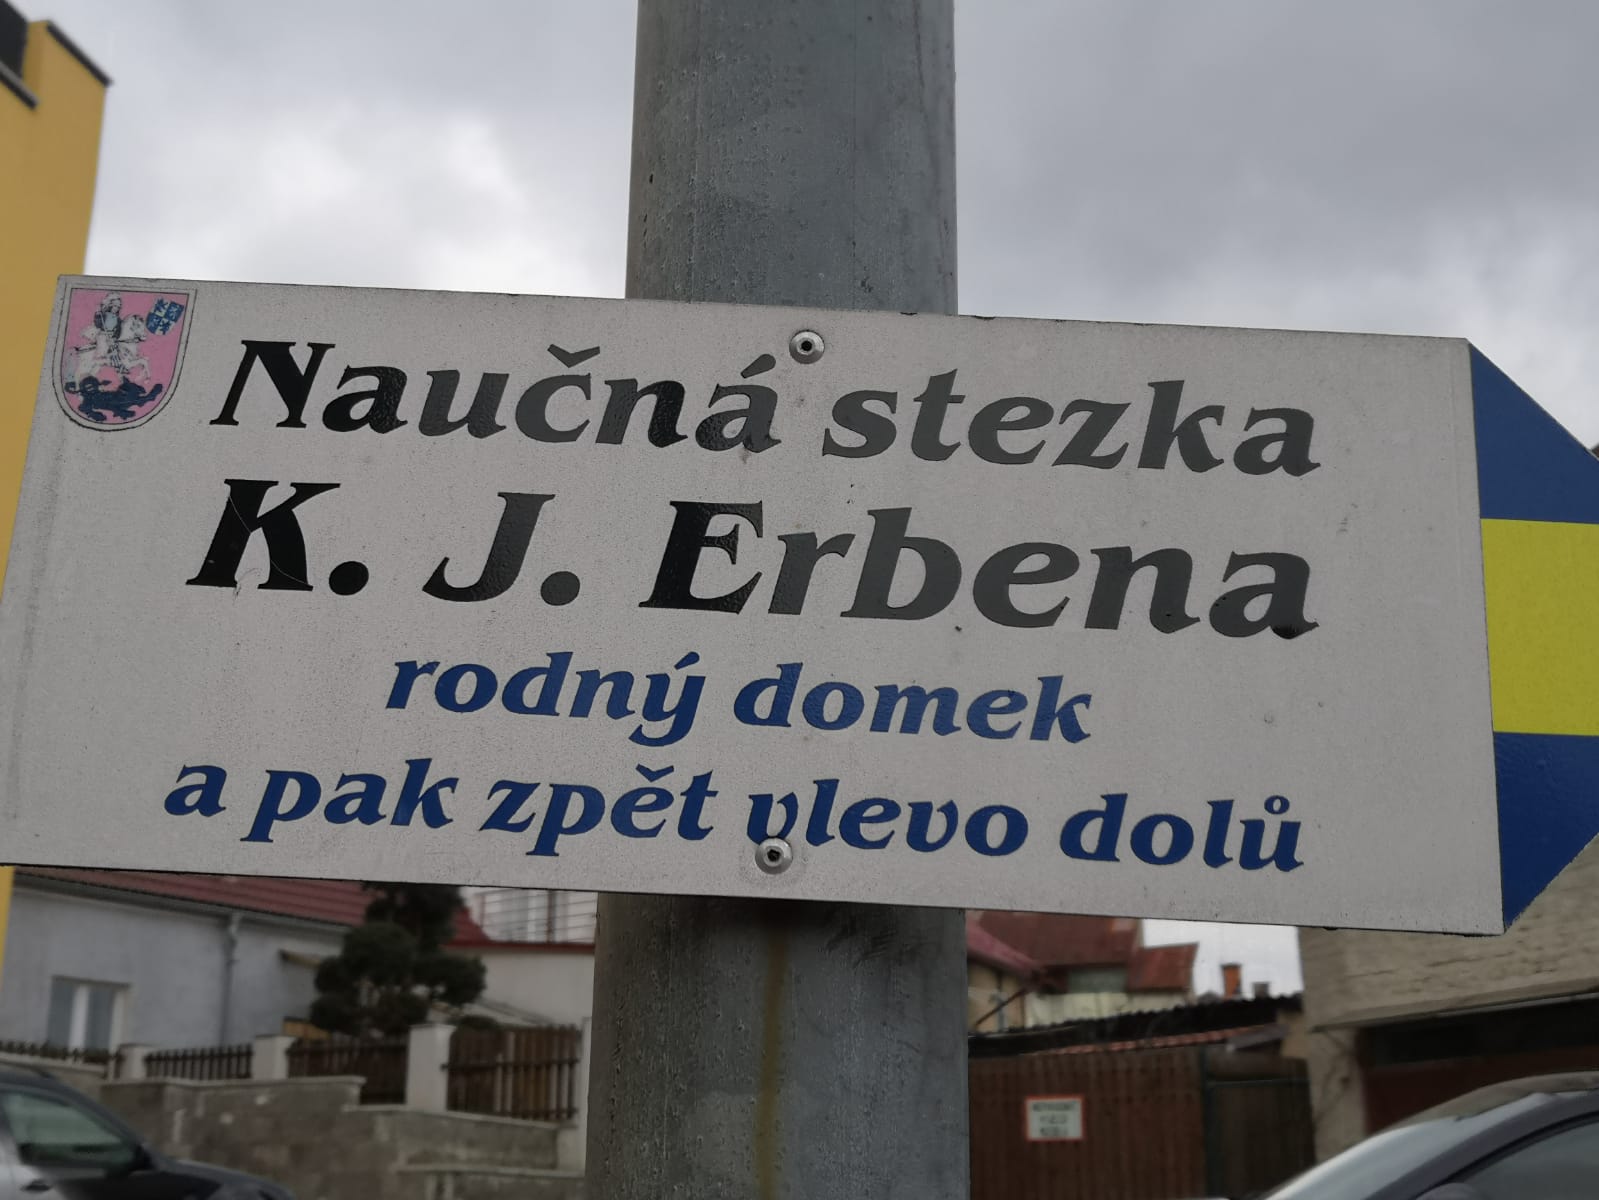 Naučná stezka
K. J. Erbena
rodný domek
a pak zpět vlevo dolů